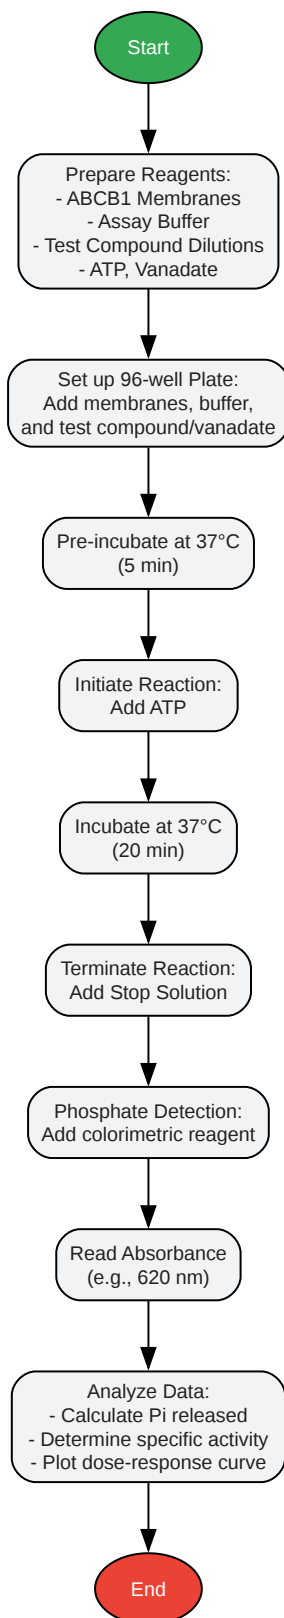 Start
Prepare Reagents:
- ABCB1 Membranes
- Assay Buffer
- Test Compound Dilutions
- ATP, Vanadate
Set up 96-well Plate:
Add membranes, buffer,
and test compound/vanadate
Pre-incubate at 37°C
(5 min)
Initiate Reaction:
Add ATP
Incubate at 37°C
(20 min)
Terminate Reaction:
Add Stop Solution
Phosphate Detection:
Add colorimetric reagent
Read Absorbance
(e.g., 620 nm)
Analyze Data:
- Calculate Pi released
- Determine specific activity
- Plot dose-response curve
End